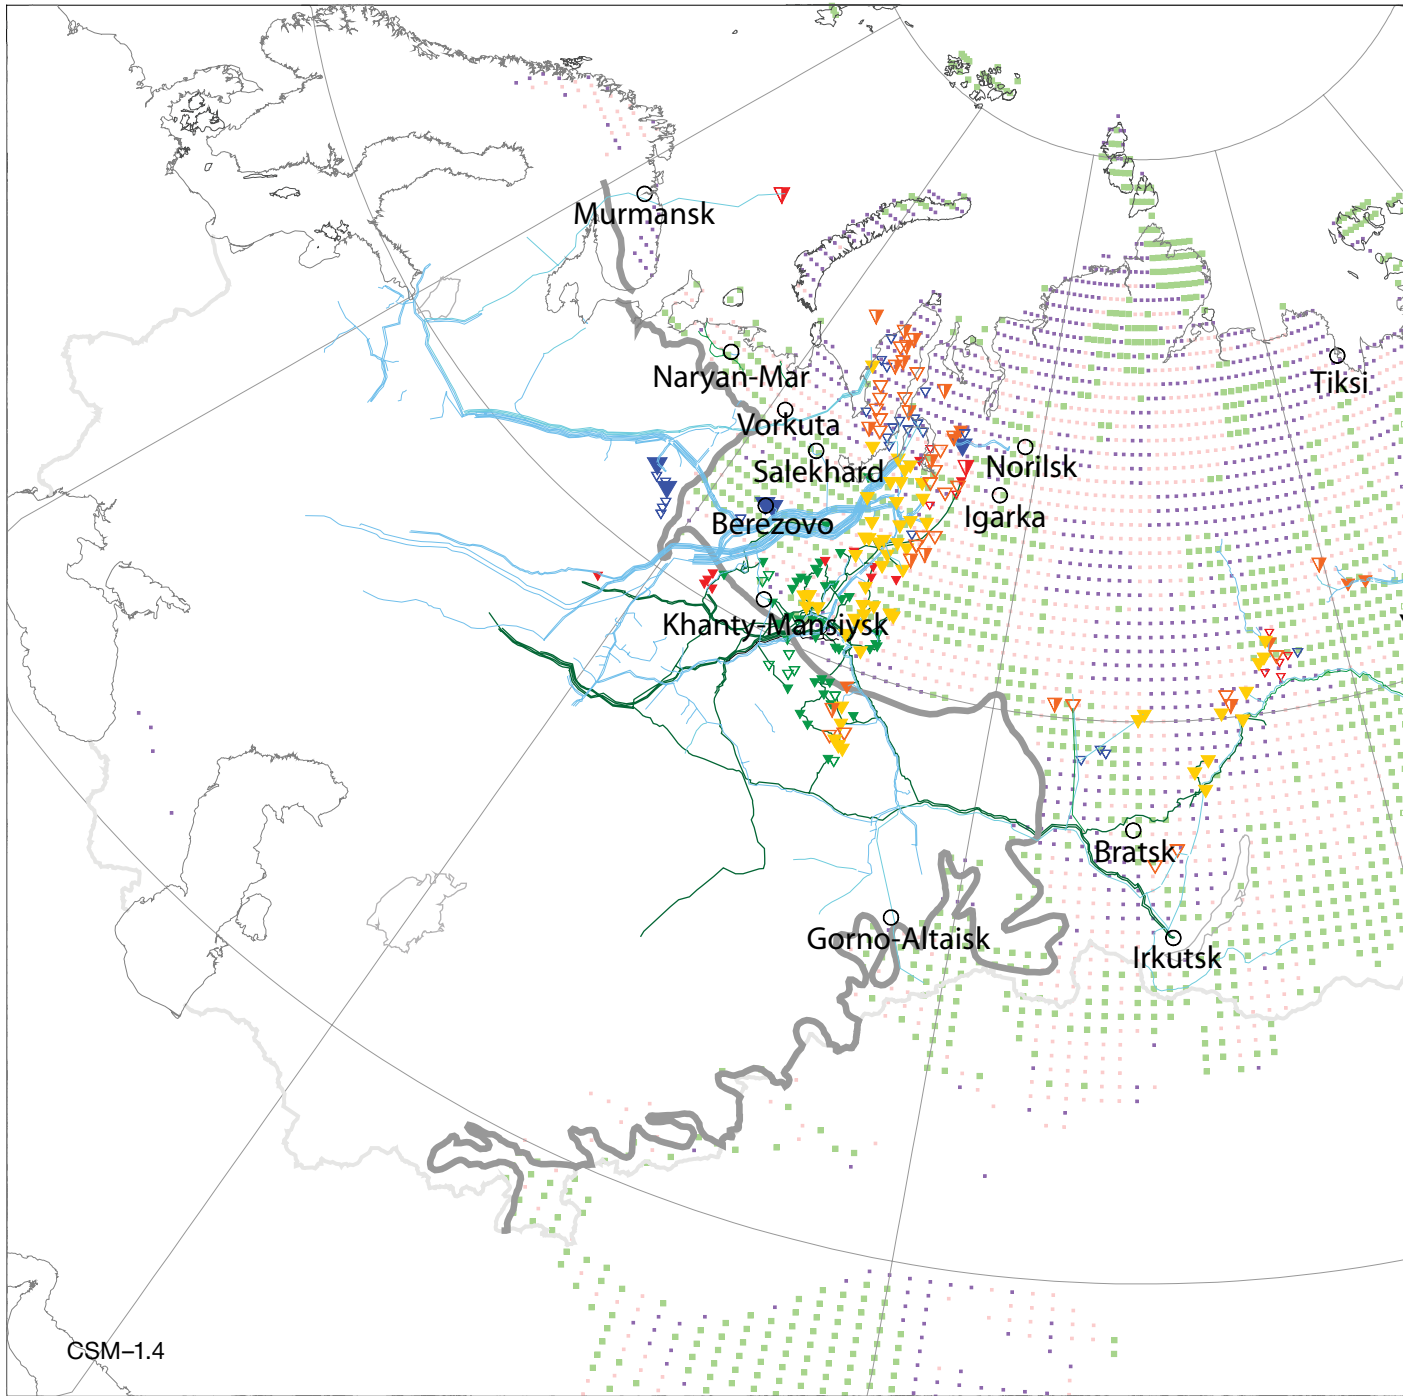 Murmansk
Naryan-Mar
Tiksi
Vorkuta
Salekhard
Norilsk
Berezovo
Igarka
Khanty-Mansiysk
Bratsk
Gorno-Altaisk
Irkutsk
CSM–1.4